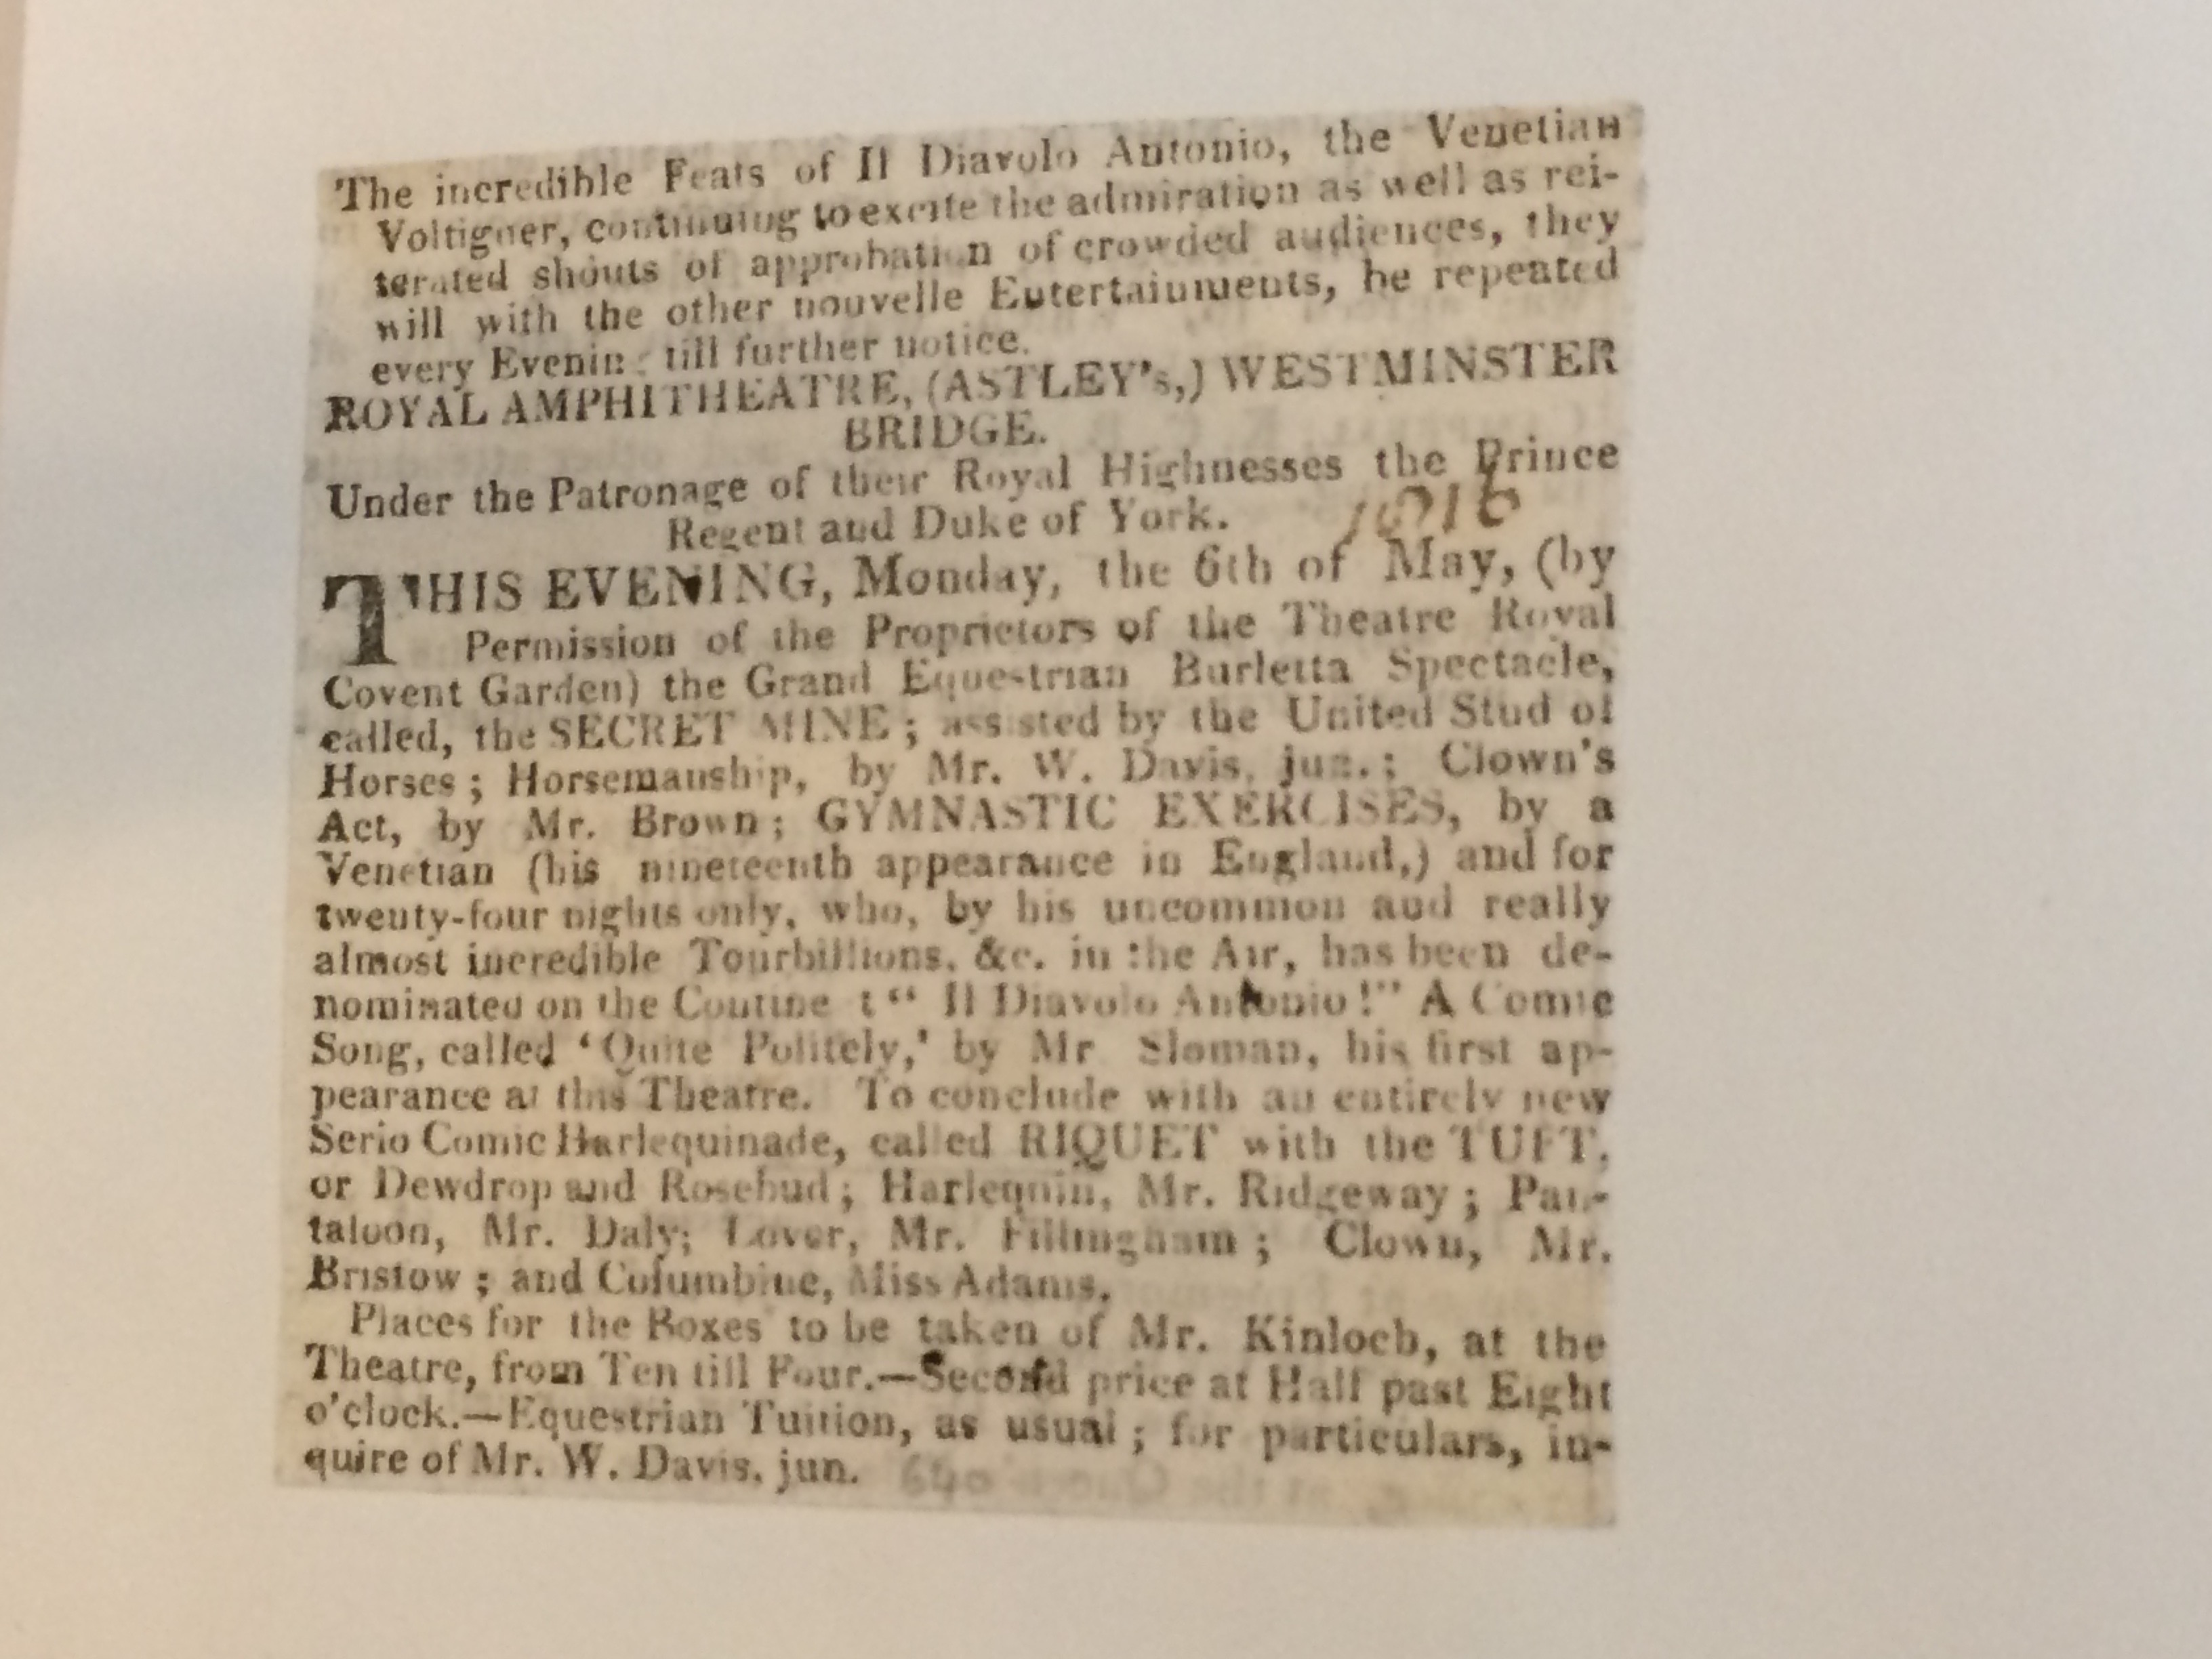 The incredible Feats of Il Diavolo Antonio, the Venetian
Voltiguer, continuing to excite the admiration as well as rei-
terated shouts of approbation of crowded audiences, they
will with the other nouvelle Entertainments, be repeated
every Evening till further notice.
ROYAL AMPHITHEATRE, (ASTLEY's,) WESTMINSTER
BRIDGE.
Under the Patronage of their Royal Highnesses the Prince
Regent and Duke of York.
1816
THIS EVENING, Monday, the 6th of May, (by
Permission of the Proprietors of the Theatre Royal
Covent Garden) the Grand Equestrian Burletta Spectacle,
called, the SECRET MINE; assisted by the United Stud of
Horses; Horsemanship, by Mr. W. Davis, jun.; Clown's
Act, by Mr. Brown; GYMNASTIC EXERCISES, by a
Venetian (his nineteenth appearance in England,) and for
twenty-four nights only, who, by his uncommon and really
almost incredible Tourbillions, &c. in the Air, has been de-
nominated on the Continent "Il Diavolo Antonio!" A Comic
Song, called 'Quite Politely,' by Mr Sloman, his first ap-
pearance at this Theatre. To conclude with an entirely new
Serio Comic Harlequinade, called RIQUET with the TUFT,
or Dewdrop and Rosebud; Harlequin, Mr. Ridgeway; Pan-
taloon, Mr. Daly; Lover, Mr. Fillingham; Clown, Mr.
Bristow; and Columbine, Miss Adams.
Places for the Boxes to be taken of Mr. Kinloch, at the
Theatre, from Ten till Four.—Second price at Half past Eight
o'clock.—Equestrian Tuition, as usual; for particulars, in-
quire of Mr. W. Davis, jun.